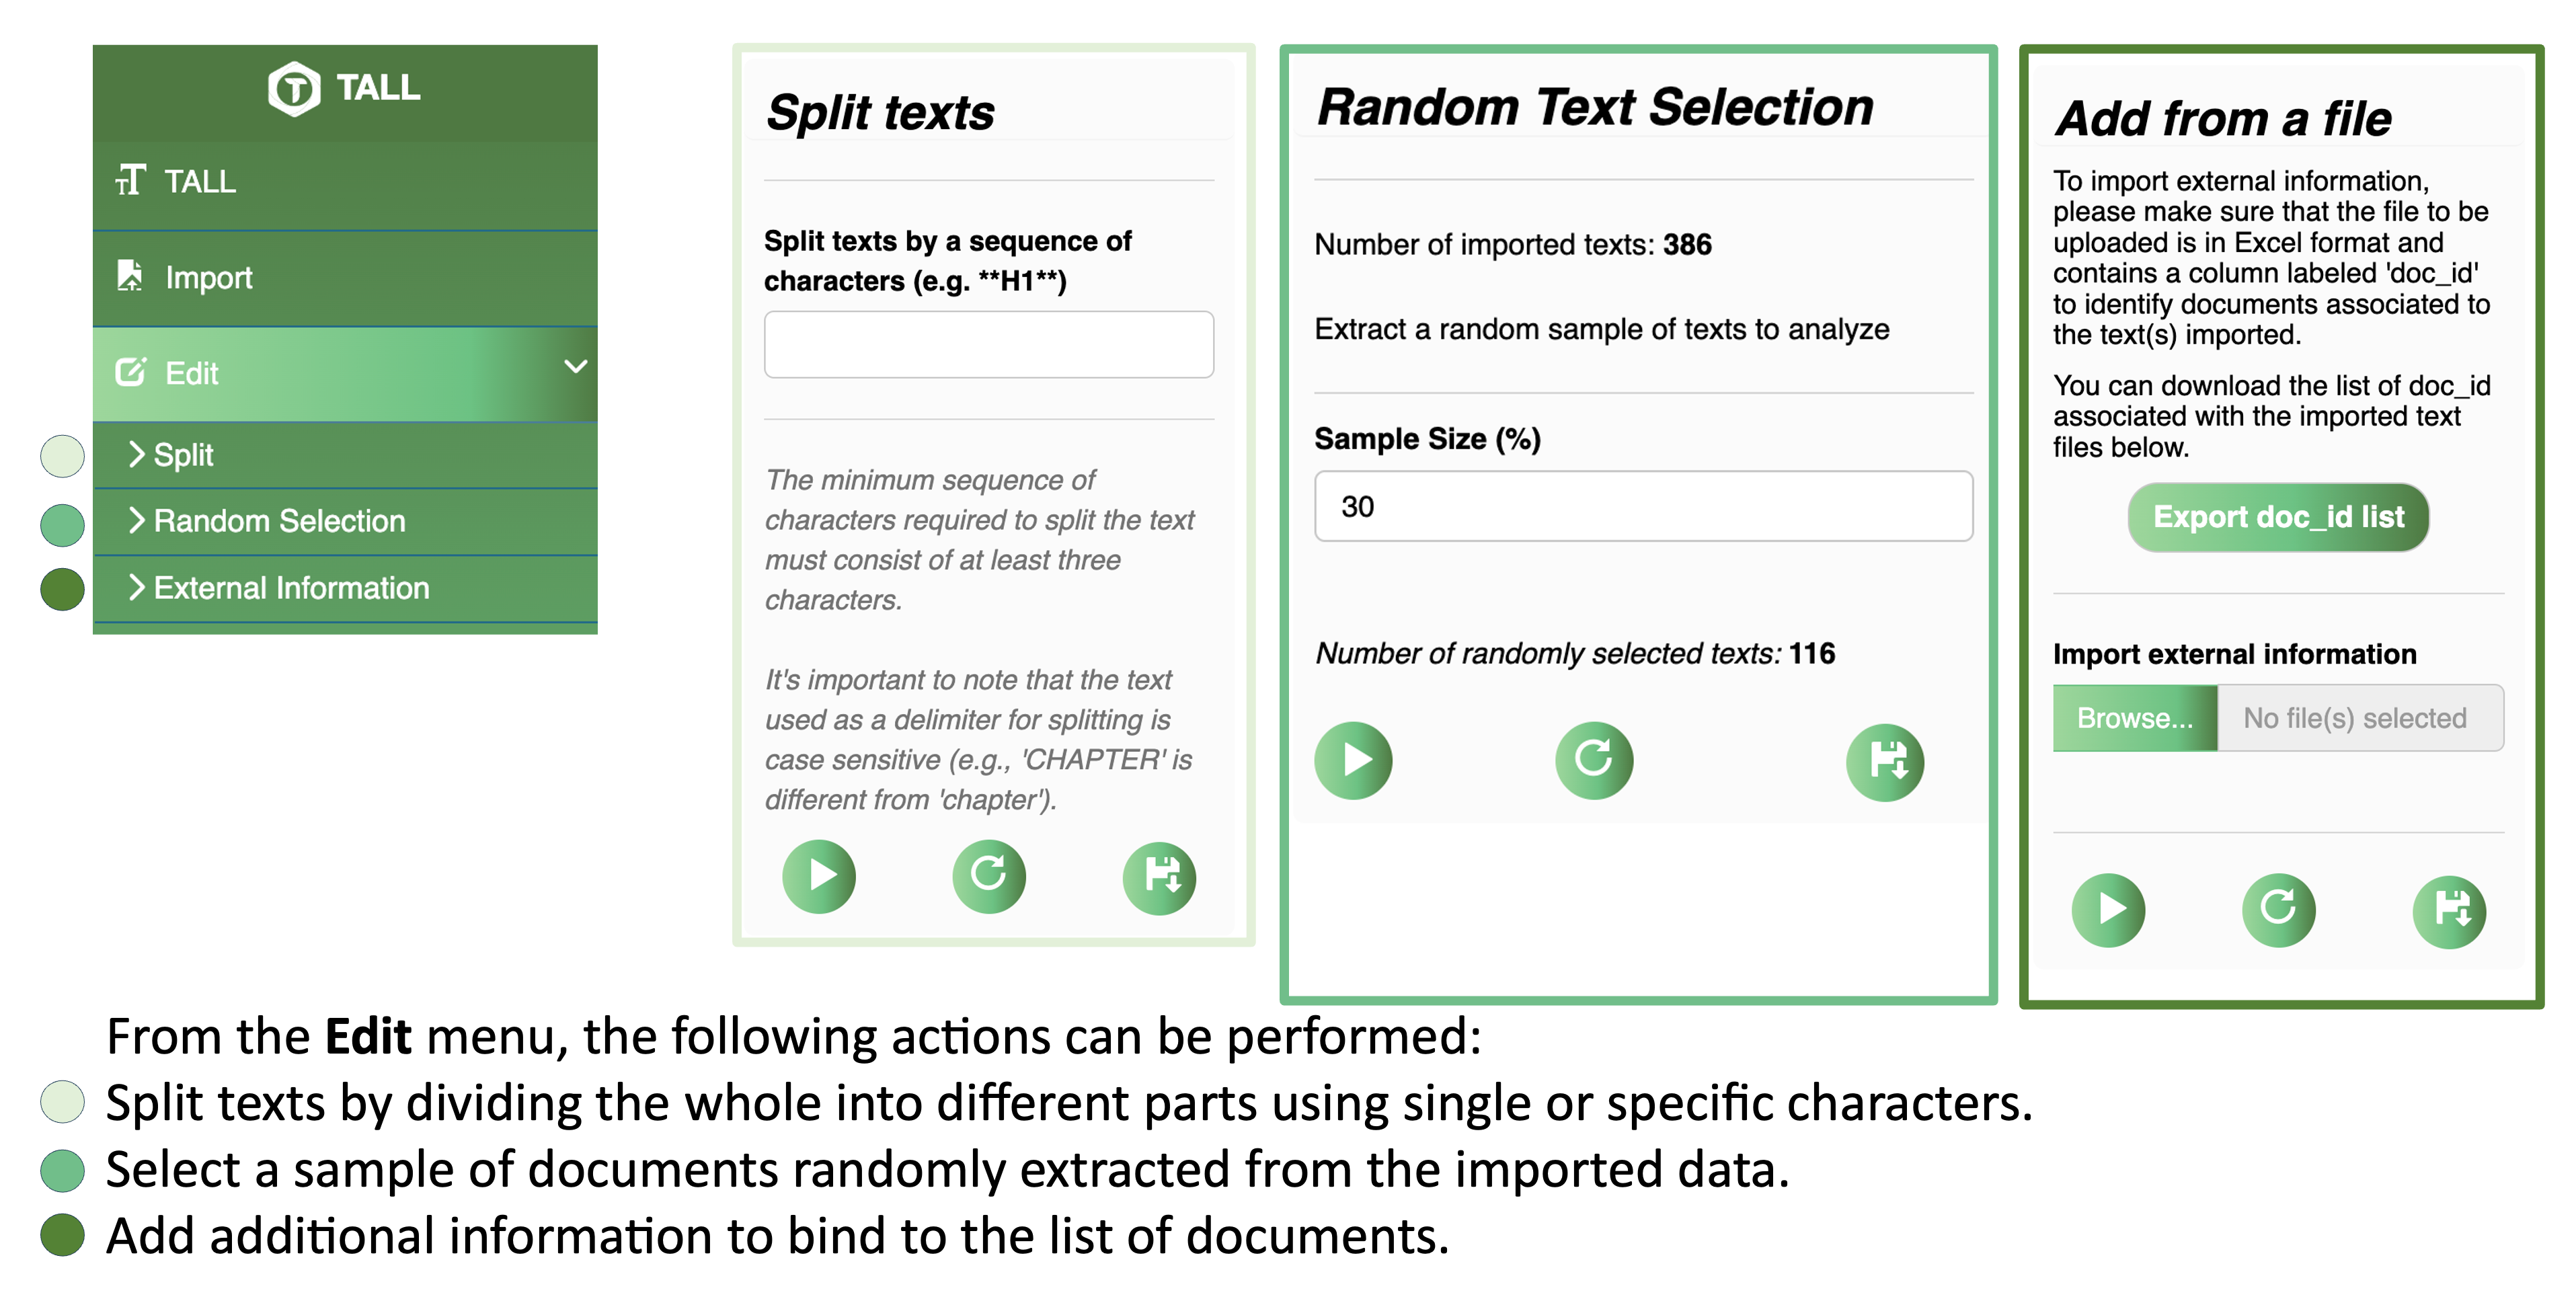 TALL
TALL
Import
Edit
Split
Random Selection
External Information
Split texts
Split texts by a sequence of
characters (e.g. **H1**)
The minimum sequence of
characters required to split the text
must consist of at least three
characters.
It's important to note that the text
used as a delimiter for splitting is
case sensitive (e.g., 'CHAPTER' is
different from 'chapter').
Random Text Selection
Number of imported texts: 386
Extract a random sample of texts to analyze
Sample Size (%)
30
Number of randomly selected texts: 116
Add from a file
To import external information,
please make sure that the file to be
uploaded is in Excel format and
contains a column labeled 'doc_id'
to identify documents associated to
the text(s) imported.
You can download the list of doc_id
associated with the imported text
files below.
Export doc_id list
Import external information
Browse... No file(s) selected
From the Edit menu, the following actions can be performed:
Split texts by dividing the whole into different parts using single or specific characters.
Select a sample of documents randomly extracted from the imported data.
Add additional information to bind to the list of documents.